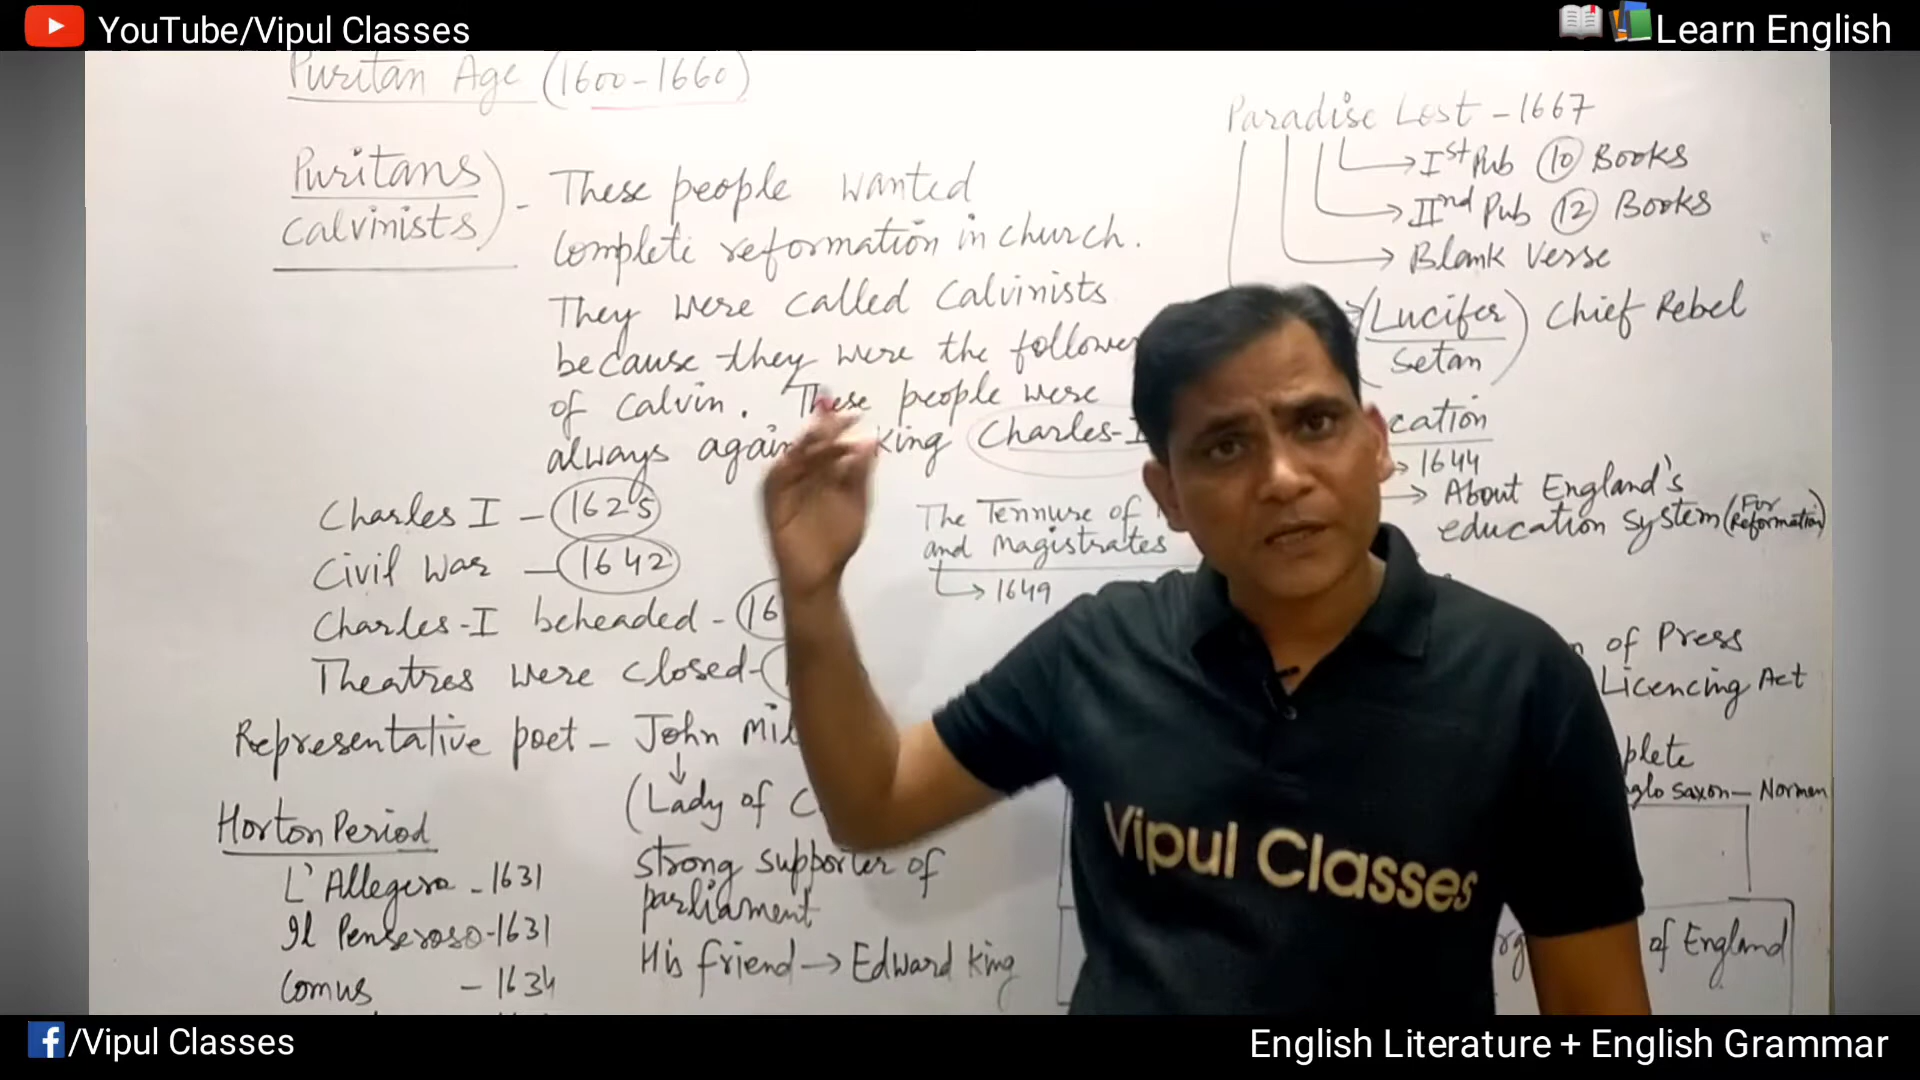 YouTube/Vipul Classes
Learn English
Puritan Age (1600-1660)
Puritans
Calvinists
- These people wanted
complete reformation in church.
They were called Calvinists
because they were the follower
of Calvin. These people were
always again king Charles-I
Charles I - 1625
Civil War - 1642
Charles-I beheaded - 16
Theatres were closed-
Representative poet - John Mil
(Lady of C
strong supporter of
parliament
His friend → Edward King
Horton Period
L'Allegero - 1631
Il Penseroso-1631
Comus - 1634
Paradise Lost - 1667
Ist Pub 10 Books
IInd Pub 12 Books
Blank Verse
Lucifer Chief Rebel
Setan
cation
1644
About England's
education system (For Reformation)
The Tennure of
and Magistrates
1649
of Press
Licencing Act
plete
glo Saxon - Norman
of England
Vipul Classes
/Vipul Classes
English Literature + English Grammar